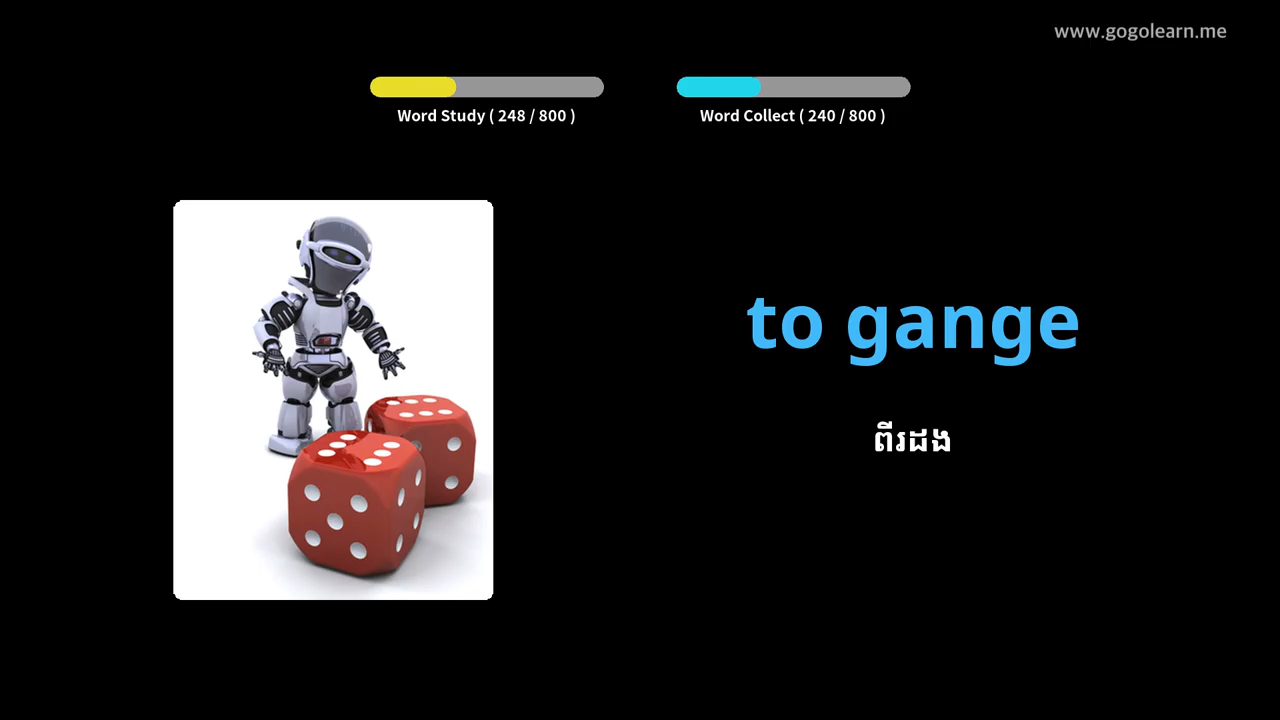 www.gogolearn.me
Word Study ( 248 / 800 )
Word Collect ( 240 / 800 )
to gange
ពីរដង